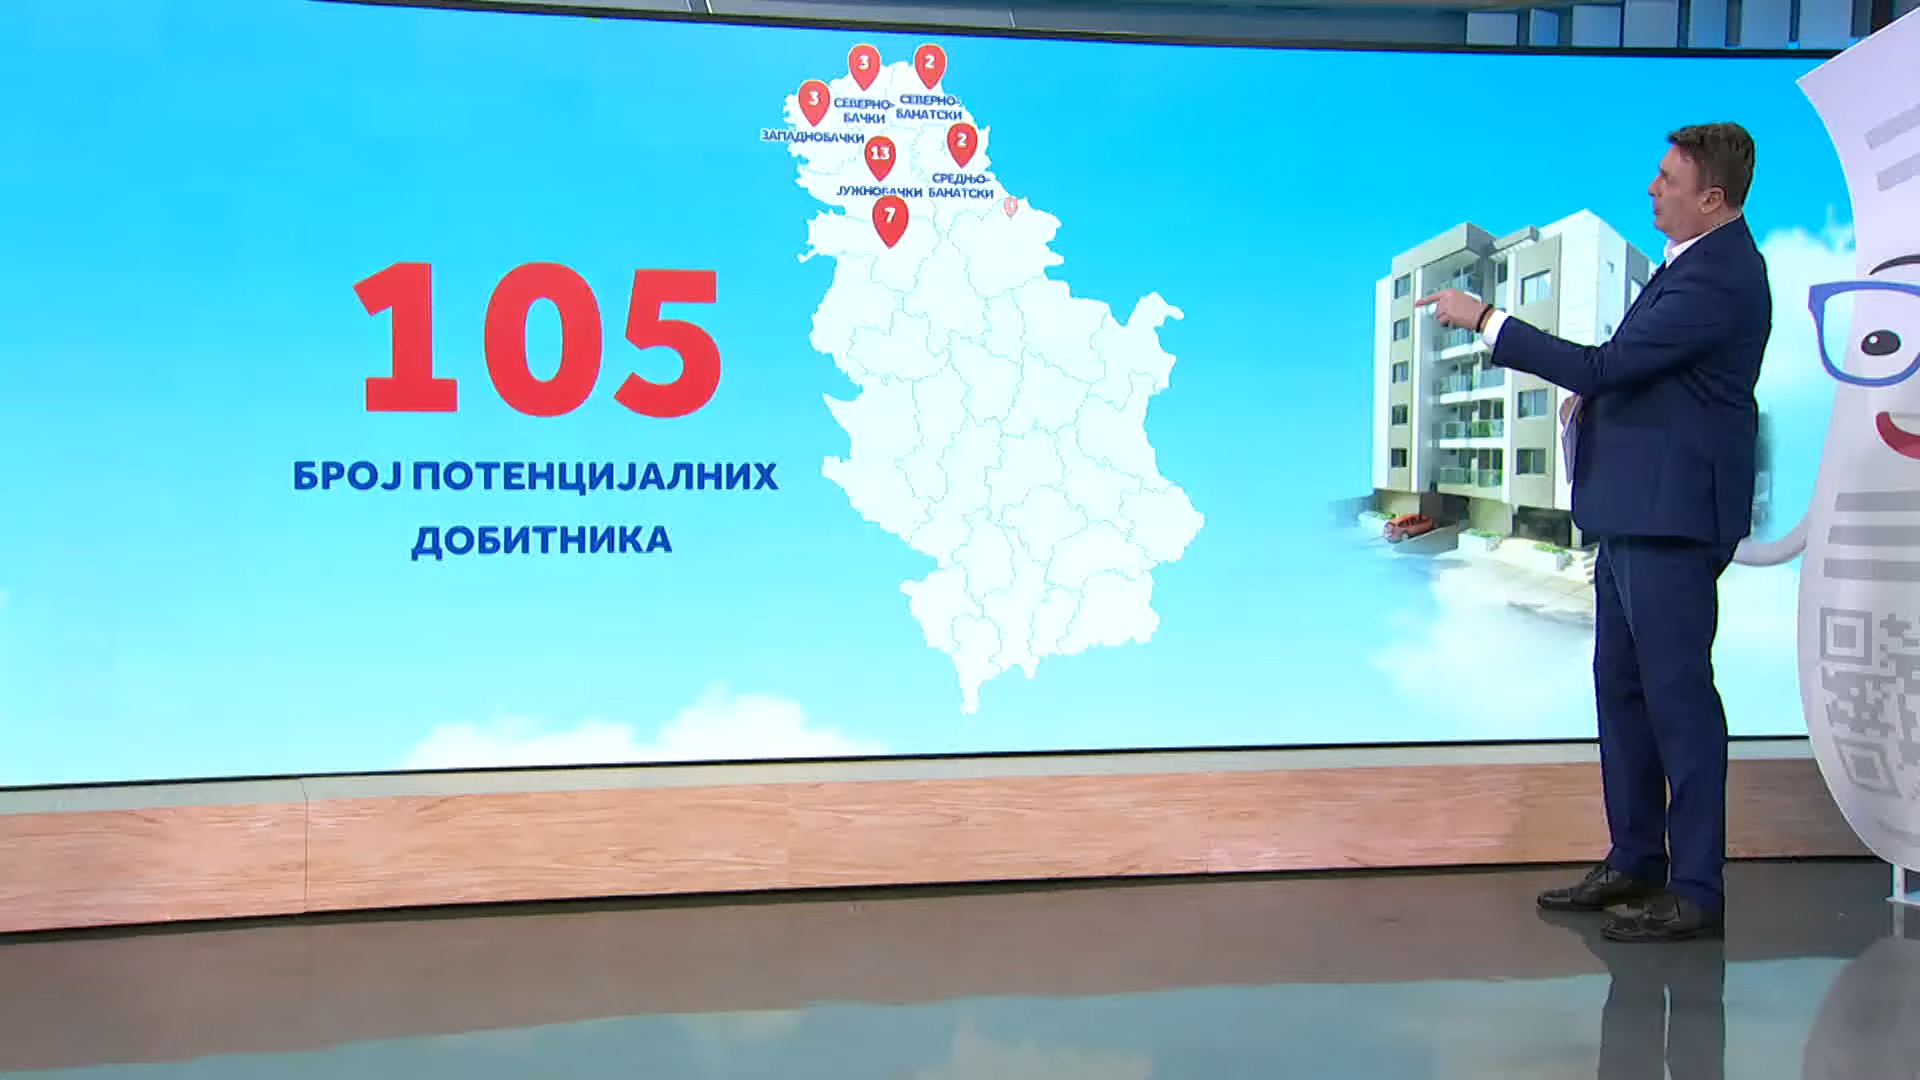 3
2
3
СЕВЕРНО-
БАЧКИ
СЕВЕРНО-
БАНАТСКИ
ЗАПАДНОБАЧКИ
13
2
ЈУЖНОБАЧКИ
СРЕДЊО-
БАНАТСКИ
7
105
БРОЈ ПОТЕНЦИЈАЛНИХ
ДОБИТНИКА